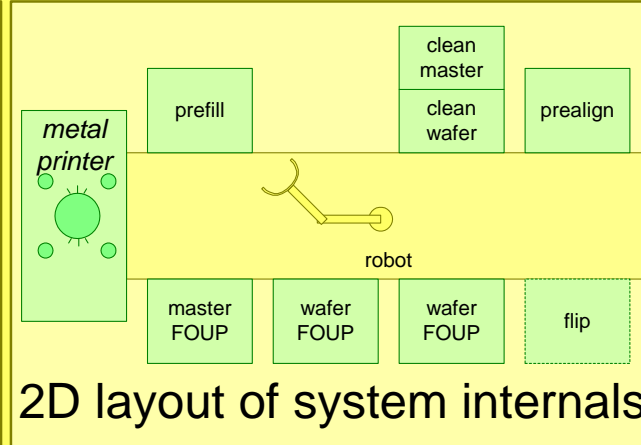 clean
master
clean
wafer
prefill
prealign
metal
printer
robot
master
FOUP
wafer
FOUP
wafer
FOUP
flip
2D layout of system internals